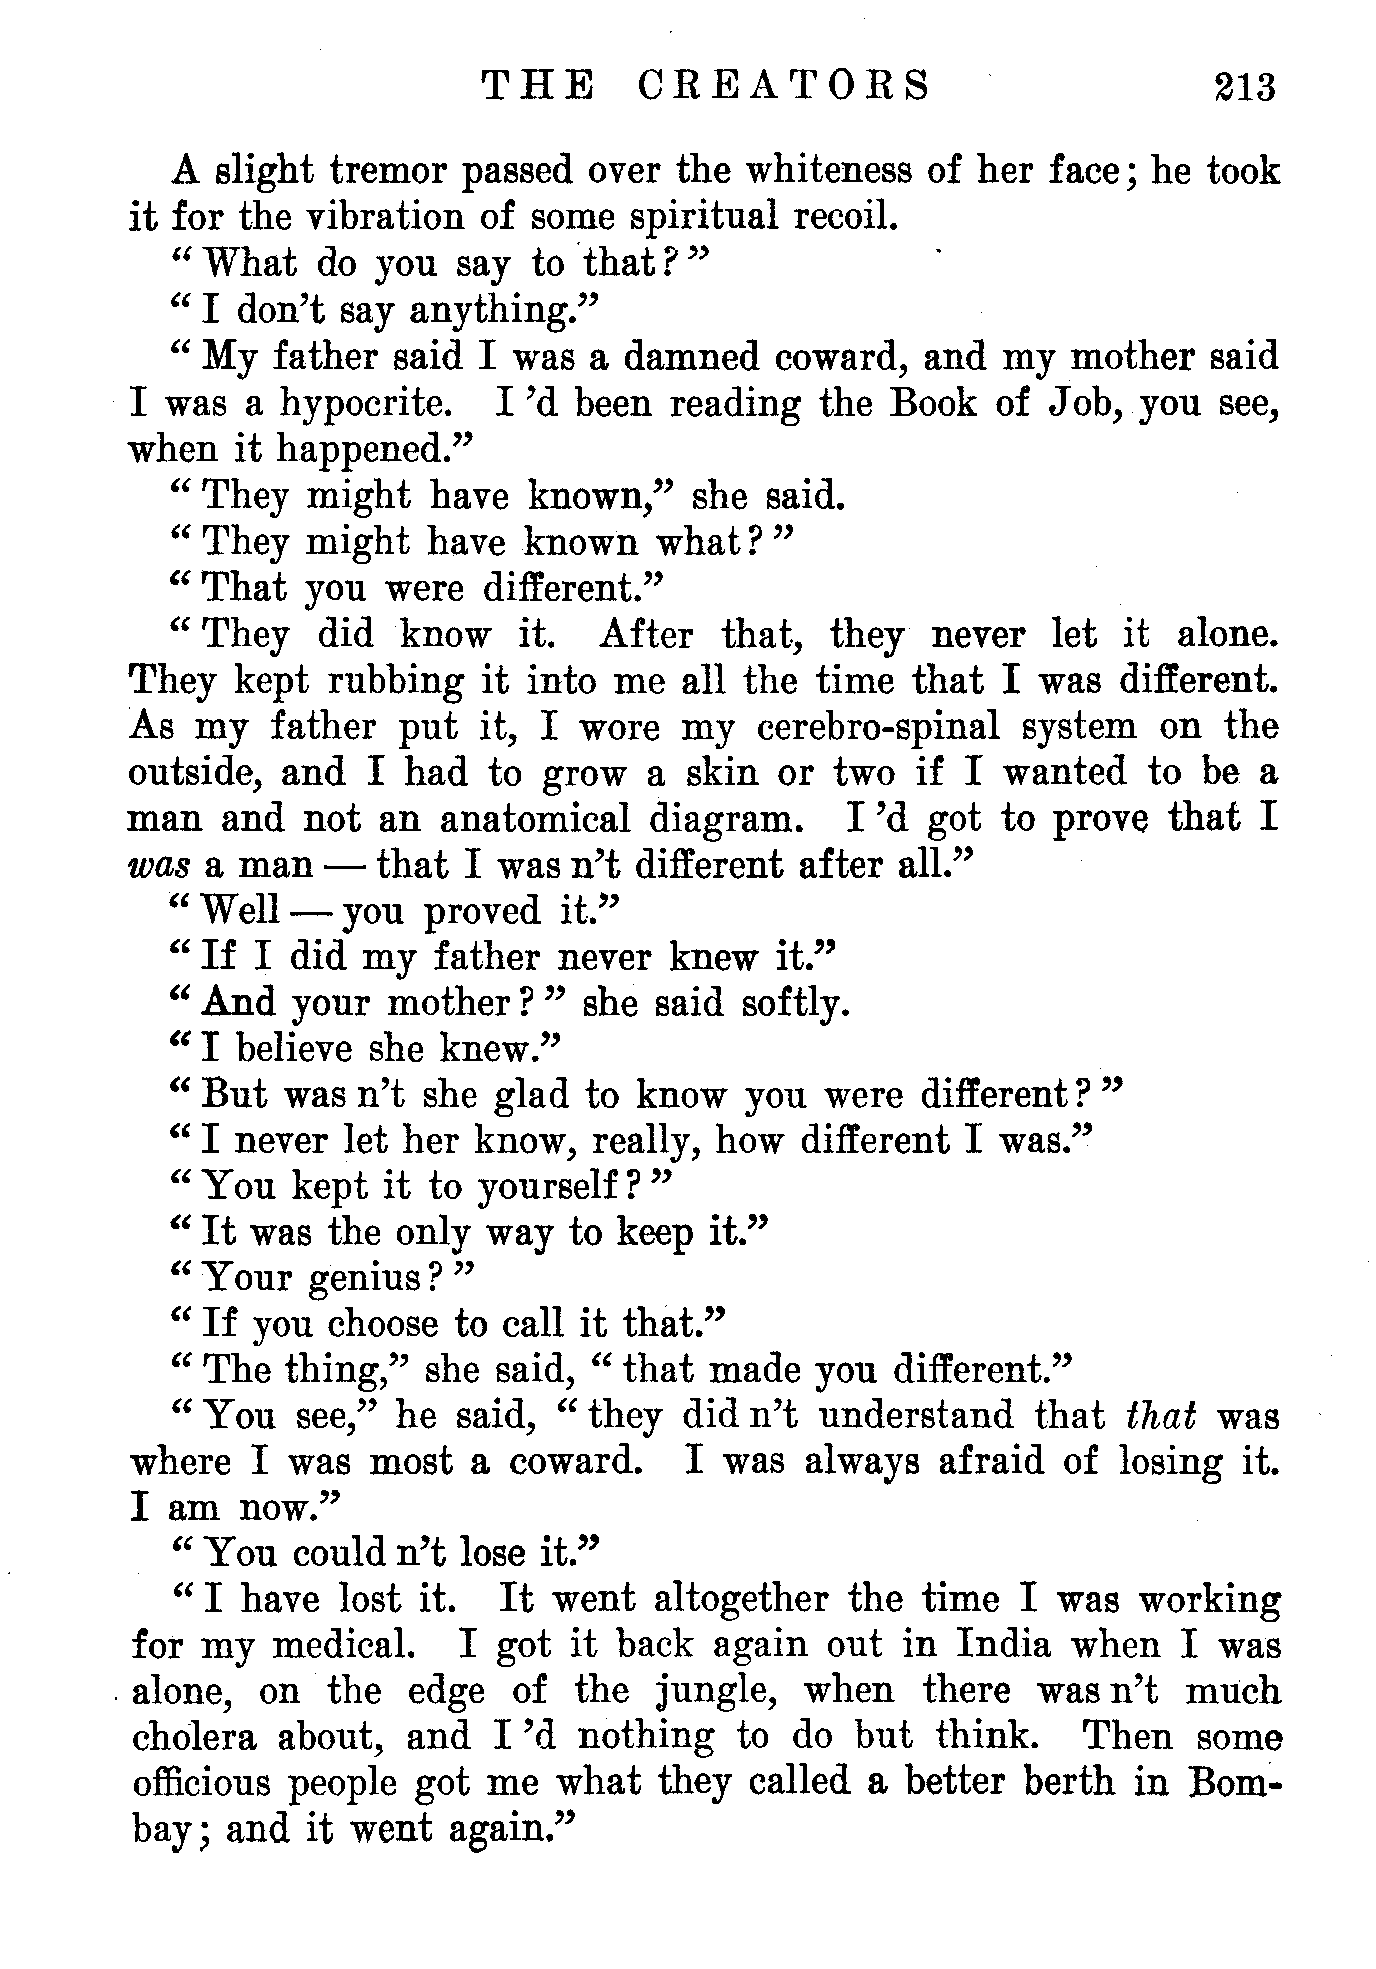 THE CREATORS 213
A slight tremor passed over the whiteness of her face; he took
it for the vibration of some spiritual recoil.
“ What do you say to that? ”
“ I don’t say anything.”
“ My father said I was a damned coward, and my mother said
I was a hypocrite. I ’d been reading the Book of Job, you see,
when it happened.”
“ They might have known,” she said.
“ They might have known what? ”
“ That you were different.”
“ They did know it. After that, they never let it alone.
They kept rubbing it into me all the time that I was different.
As my father put it, I wore my cerebro-spinal system on the
outside, and I had to grow a skin or two if I wanted to be a
man and not an anatomical diagram. I ’d got to prove that I
was a man — that I was n’t different after all.”
“ Well — you proved it.”
“ If I did my father never knew it.”
“ And your mother? ” she said softly.
“ I believe she knew.”
“ But was n’t she glad to know you were different? ”
“ I never let her know, really, how different I was.”
“ You kept it to yourself? ”
“ It was the only way to keep it.”
“ Your genius? ”
“ If you choose to call it that.”
“ The thing,” she said, “ that made you different.”
“ You see,” he said, “ they did n’t understand that that was
where I was most a coward. I was always afraid of losing it.
I am now.”
“ You could n’t lose it.”
“ I have lost it. It went altogether the time I was working
for my medical. I got it back again out in India when I was
alone, on the edge of the jungle, when there was n’t much
cholera about, and I ’d nothing to do but think. Then some
officious people got me what they called a better berth in Bom-
bay; and it went again.”